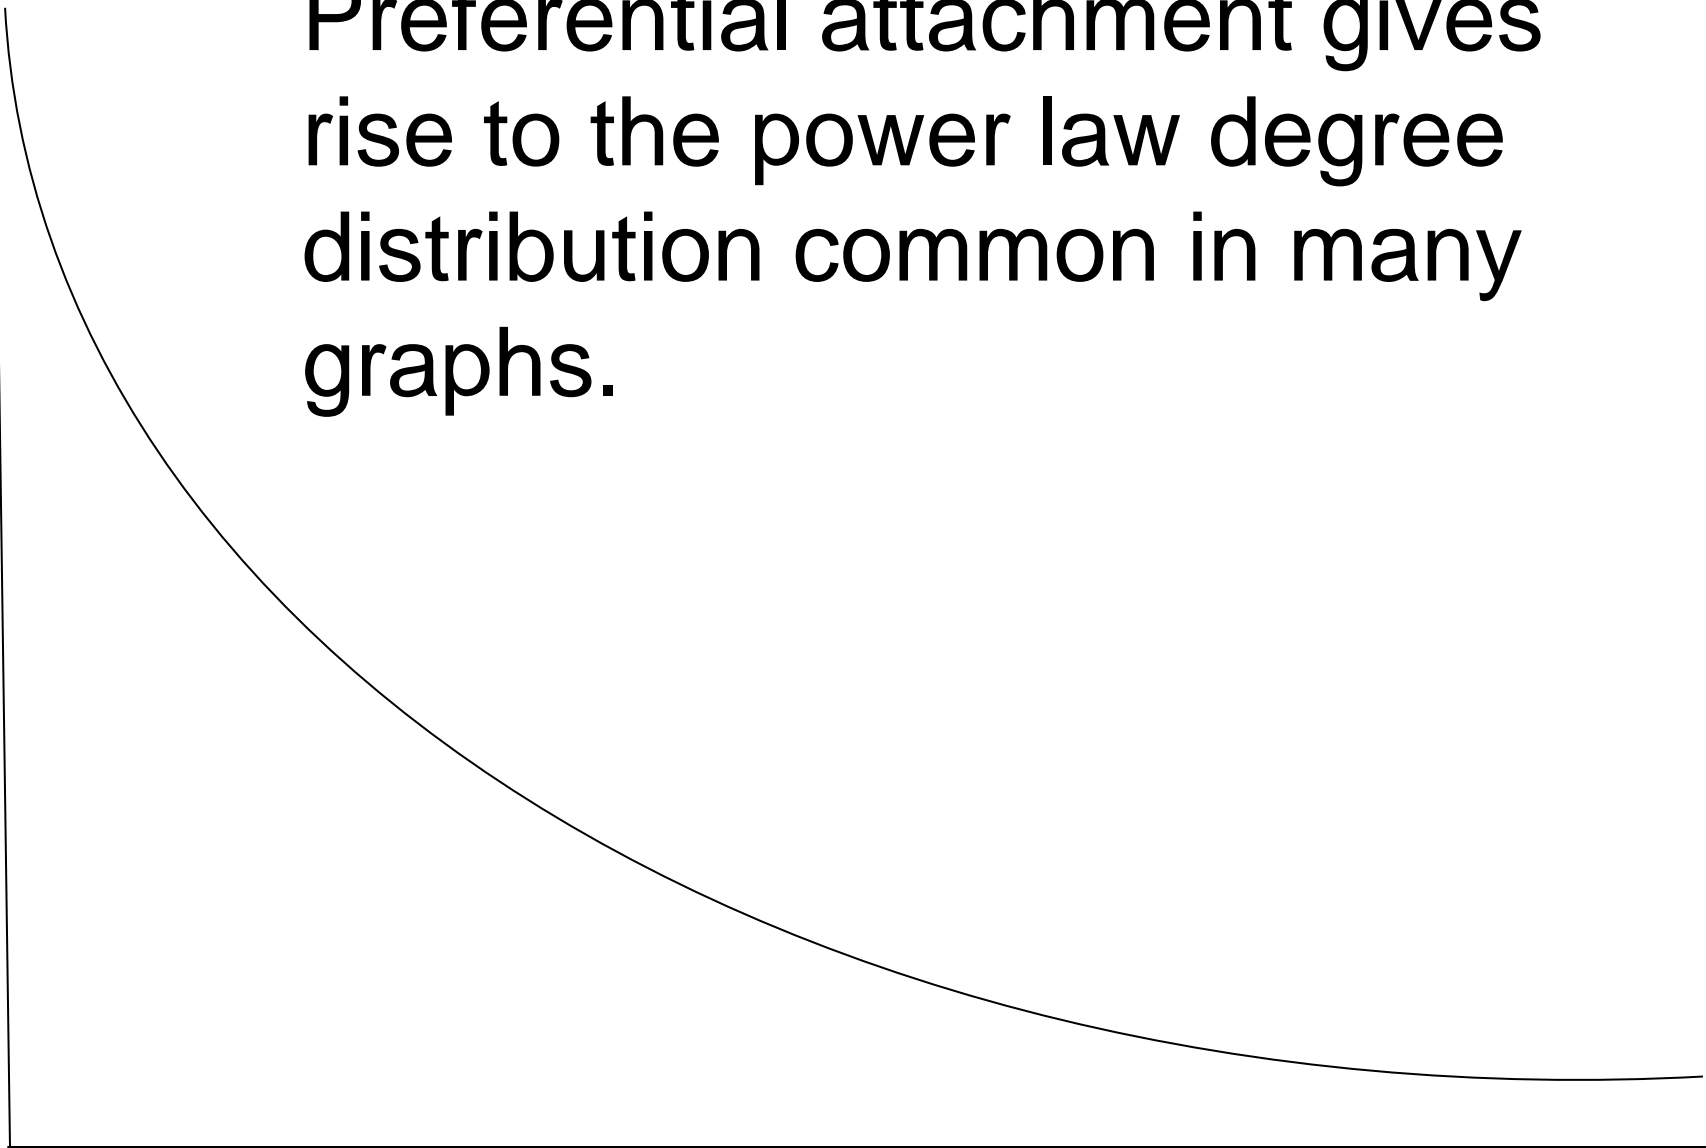 Preferential attachment gives
rise to the power law degree
distribution common in many
graphs.